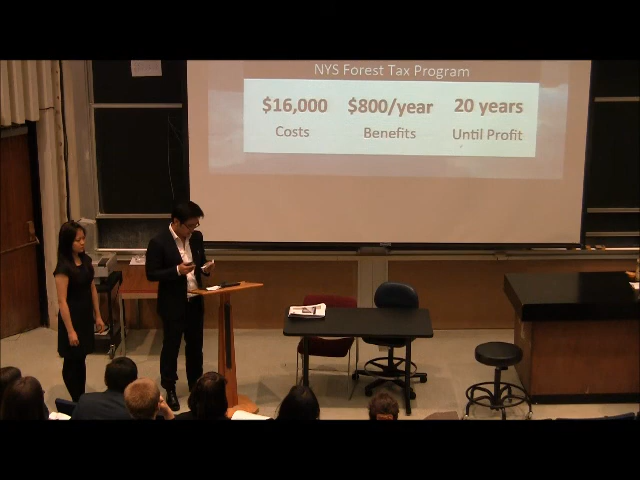 NYS Forest Tax Program
$16,000 $800/year 20 years
Costs Benefits Until Profit